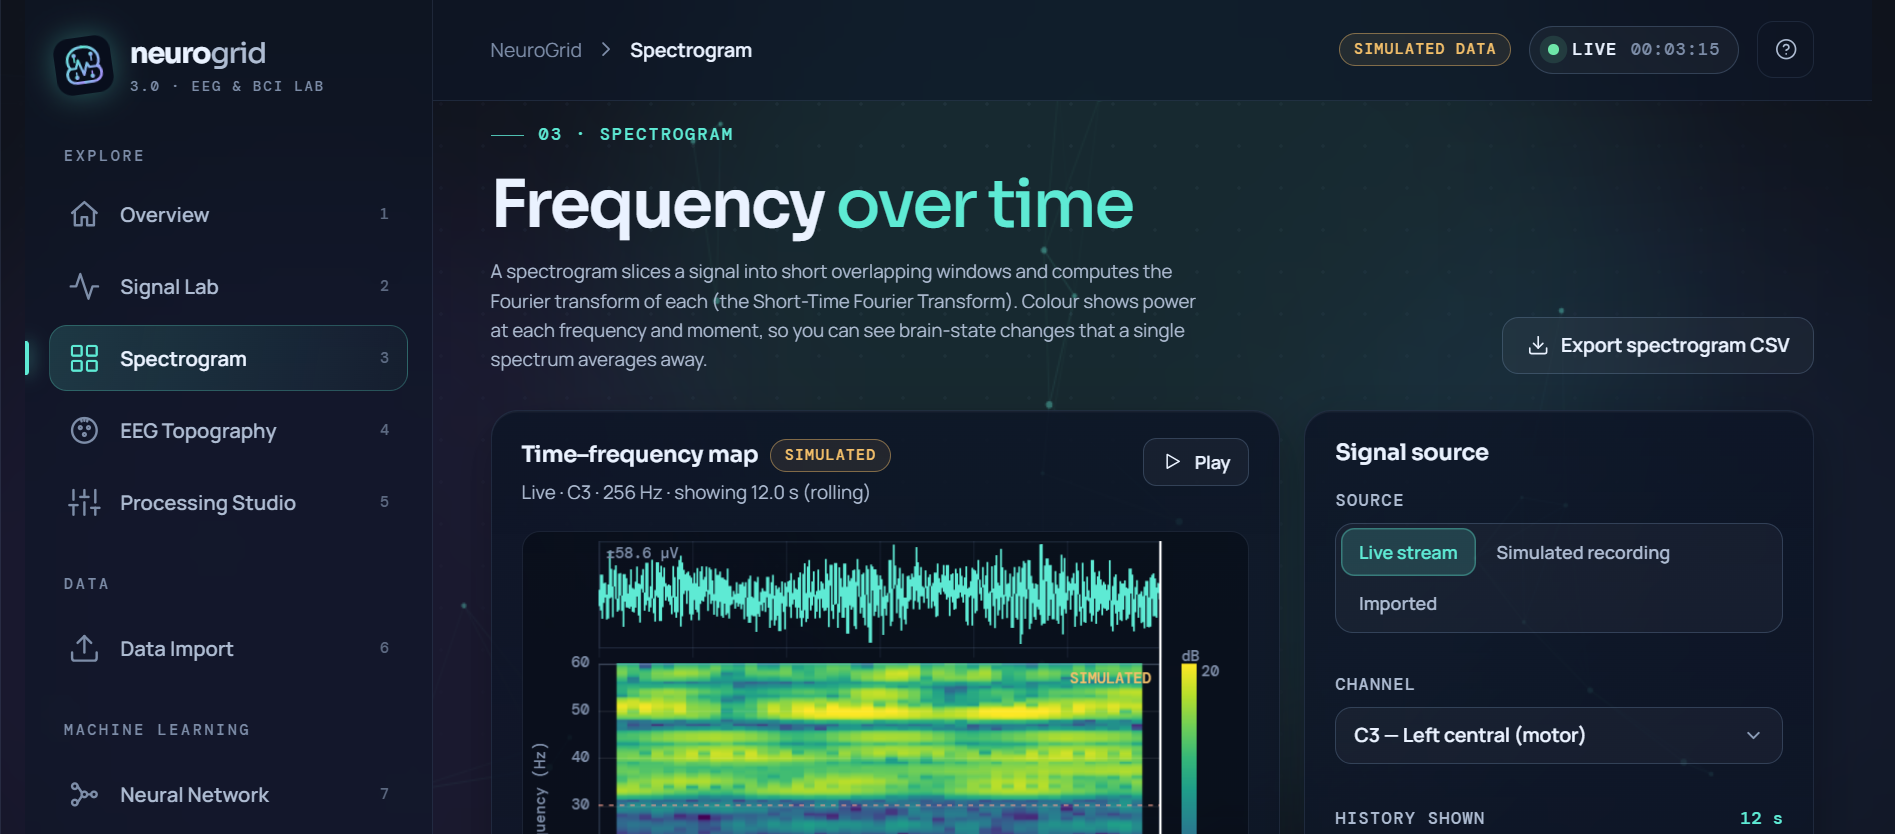 neurogrid
3.0 · EEG & BCI LAB
EXPLORE
Overview 1
Signal Lab 2
Spectrogram 3
EEG Topography 4
Processing Studio 5
DATA
Data Import 6
MACHINE LEARNING
Neural Network 7
NeuroGrid > Spectrogram
SIMULATED DATA
LIVE 00:03:15
03 · SPECTROGRAM
Frequency over time
A spectrogram slices a signal into short overlapping windows and computes the
Fourier transform of each (the Short-Time Fourier Transform). Colour shows power
at each frequency and moment, so you can see brain-state changes that a single
spectrum averages away.
Export spectrogram CSV
Time–frequency map SIMULATED
Play
Live · C3 · 256 Hz · showing 12.0 s (rolling)
±58.6 µV
dB
20
60
SIMULATED
50
40
30
(Hz)
Signal source
SOURCE
Live stream Simulated recording
Imported
CHANNEL
C3 — Left central (motor)
HISTORY SHOWN 12 s